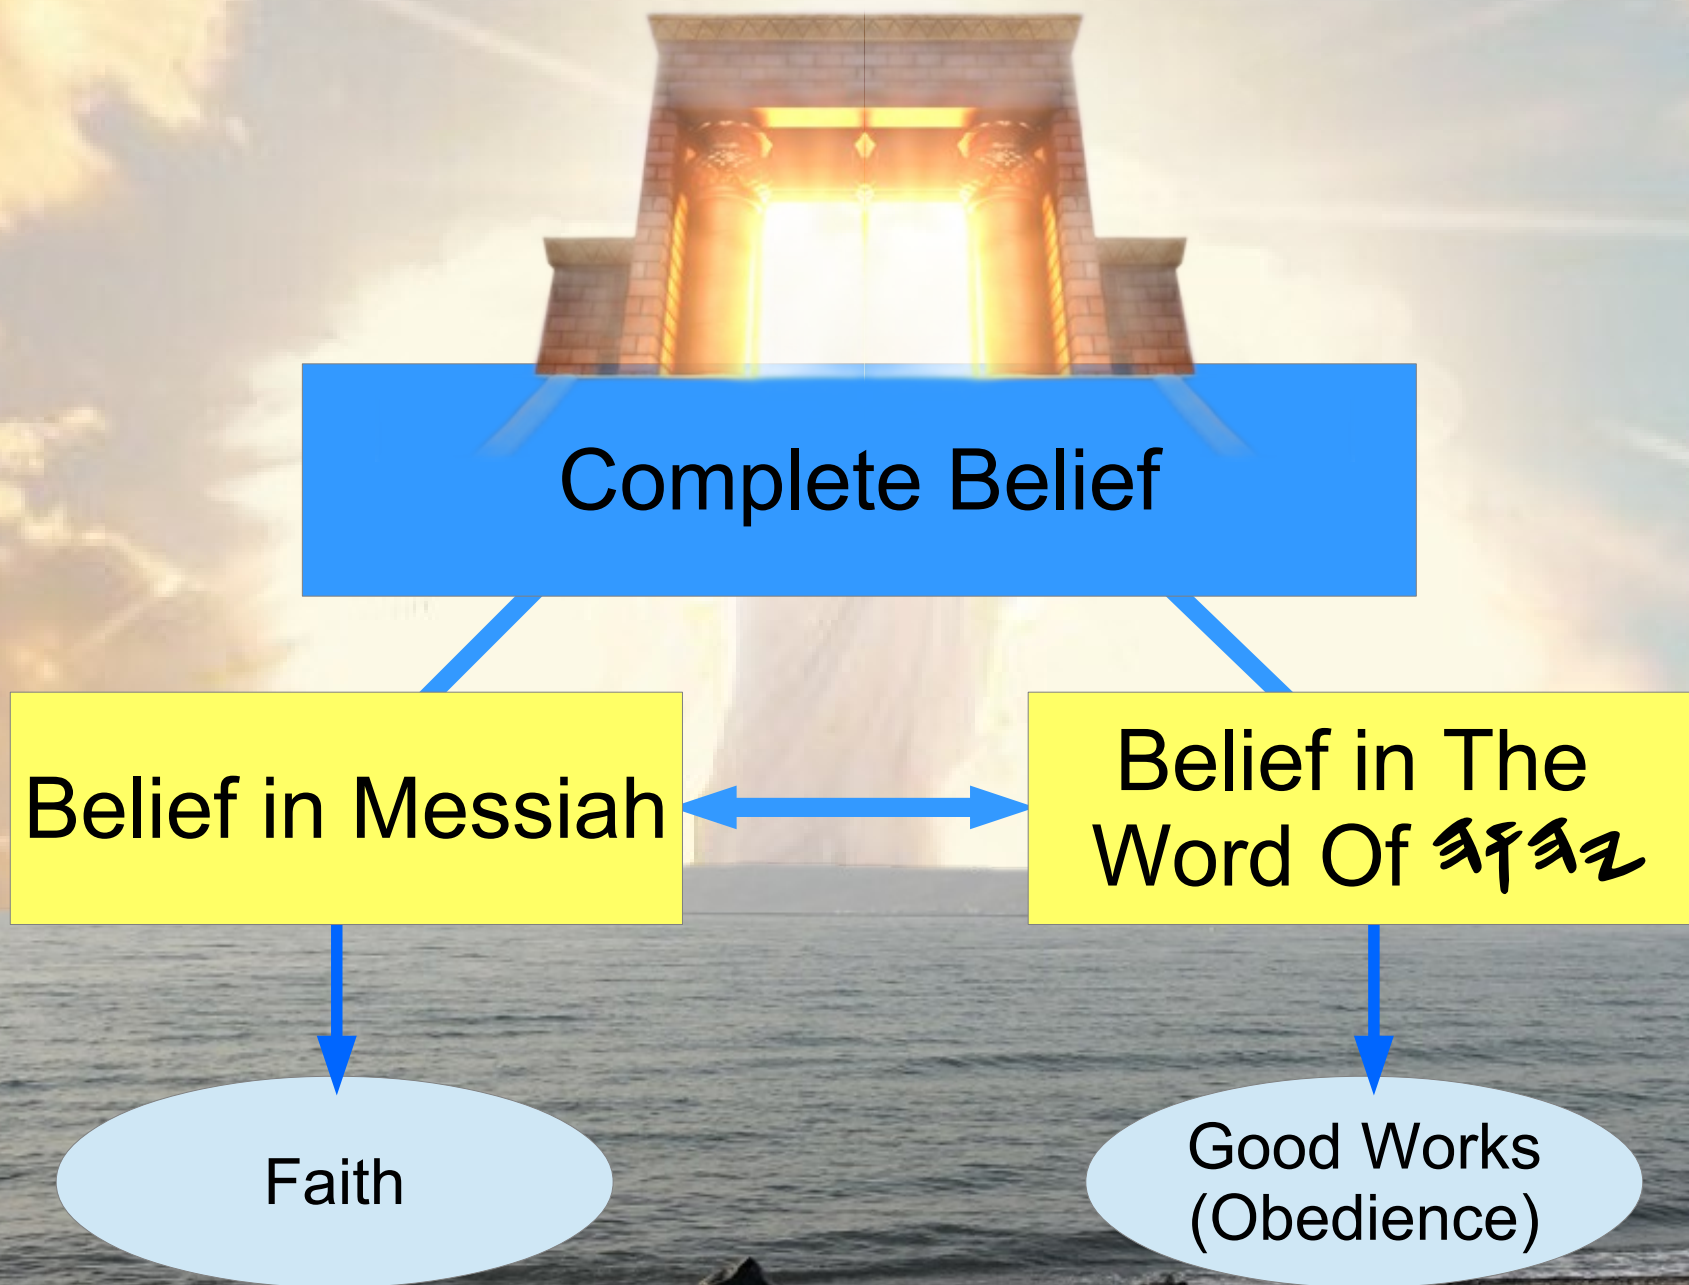 Complete Belief
Belief in Messiah
Belief in The
Word Of 𐤉𐤄𐤅𐤄
Faith
Good Works
(Obedience)